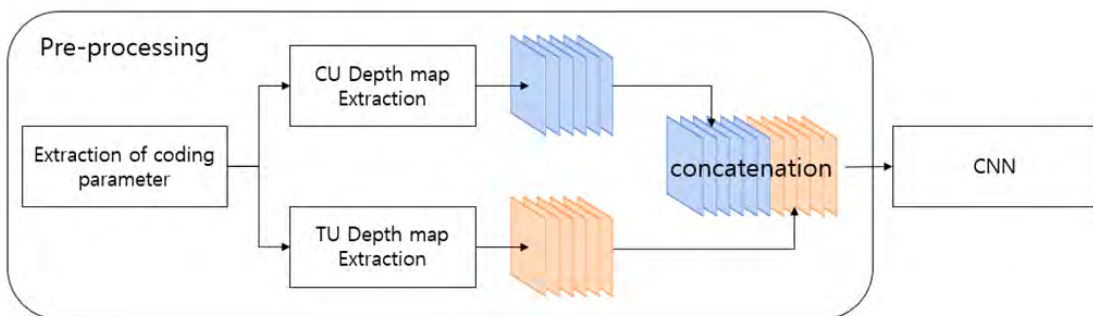 Pre-processing
CU Depth map
Extraction
Extraction of coding
parameter
concatenation
CNN
TU Depth map
Extraction